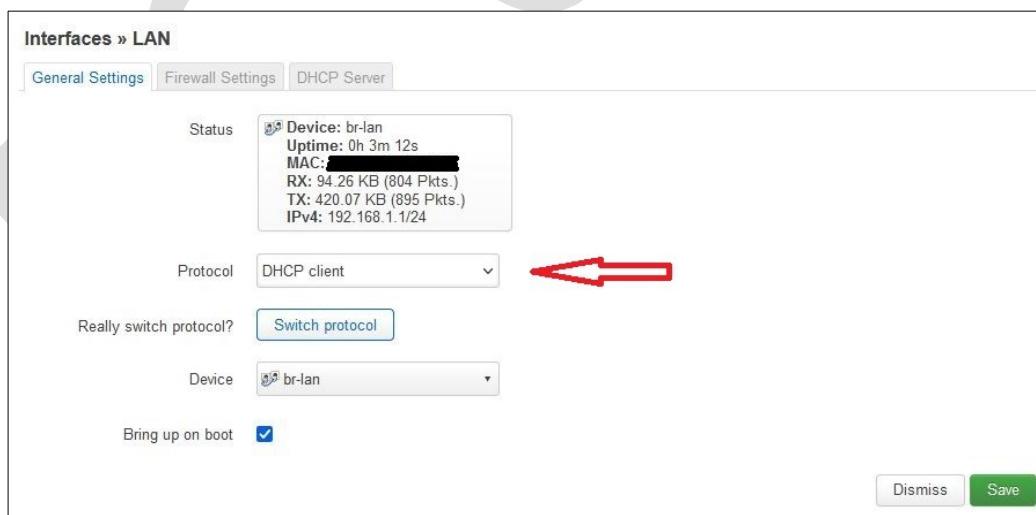 Interfaces » LAN
General Settings Firewall Settings DHCP Server
Status
Device: br-lan
Uptime: 0h 3m 12s
MAC:
RX: 94.26 KB (804 Pkts.)
TX: 420.07 KB (895 Pkts.)
IPv4: 192.168.1.1/24
Protocol DHCP client
Really switch protocol? Switch protocol
Device br-lan
Bring up on boot
Dismiss Save